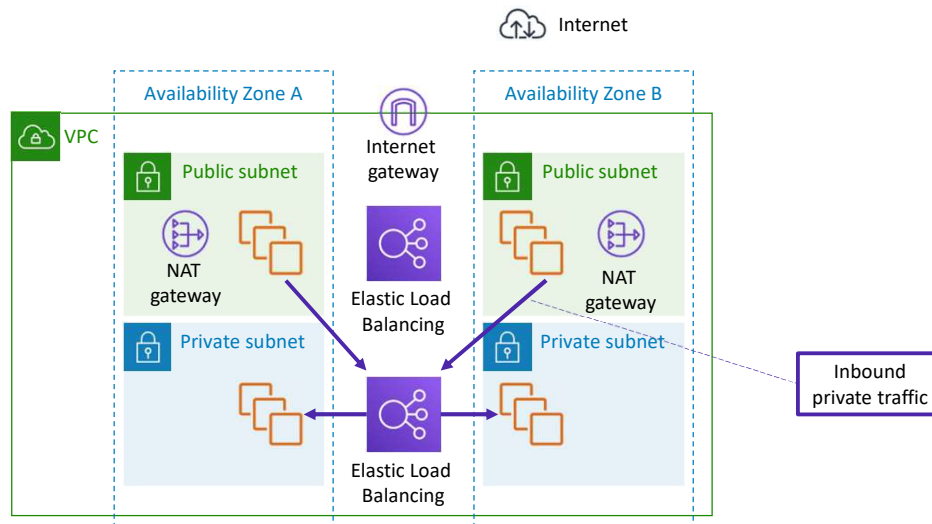 Internet
Availability Zone A
Availability Zone B
VPC
Internet
gateway
Public subnet
Public subnet
NAT
gateway
Elastic Load
Balancing
NAT
gateway
Private subnet
Private subnet
Inbound
private traffic
Elastic Load
Balancing